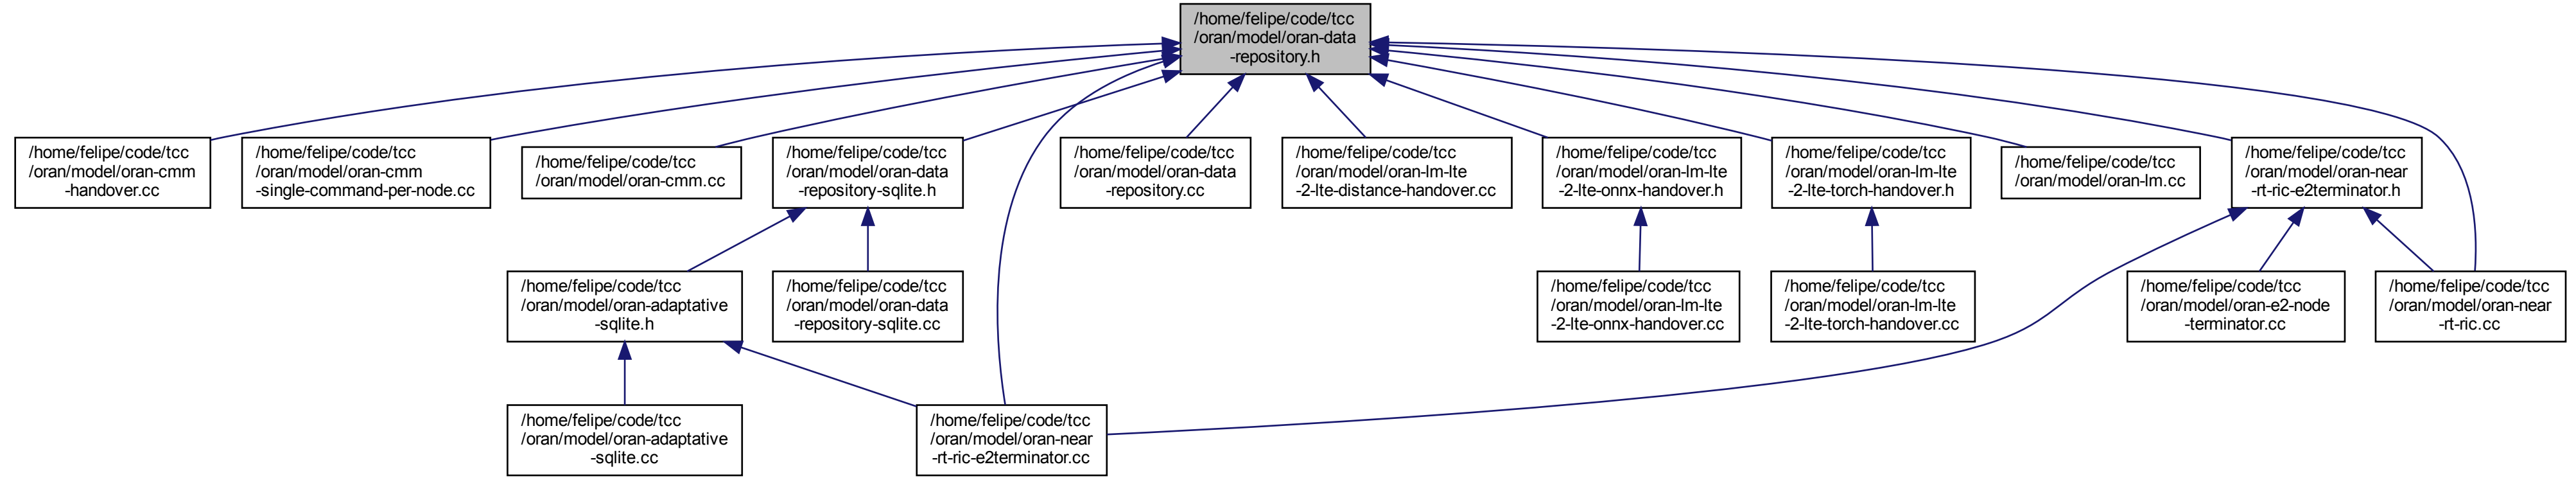 /home/felipe/code/tcc
/oran/model/oran-data
-repository.h
/home/felipe/code/tcc
/oran/model/oran-cmm
-handover.cc
/home/felipe/code/tcc
/oran/model/oran-cmm
-single-command-per-node.cc
/home/felipe/code/tcc
/oran/model/oran-cmm.cc
/home/felipe/code/tcc
/oran/model/oran-data
-repository-sqlite.h
/home/felipe/code/tcc
/oran/model/oran-data
-repository.cc
/home/felipe/code/tcc
/oran/model/oran-lm-lte
-2-lte-distance-handover.cc
/home/felipe/code/tcc
/oran/model/oran-lm-lte
-2-lte-onnx-handover.h
/home/felipe/code/tcc
/oran/model/oran-lm-lte
-2-lte-torch-handover.h
/home/felipe/code/tcc
/oran/model/oran-lm.cc
/home/felipe/code/tcc
/oran/model/oran-near
-rt-ric-e2terminator.h
/home/felipe/code/tcc
/oran/model/oran-adaptative
-sqlite.h
/home/felipe/code/tcc
/oran/model/oran-data
-repository-sqlite.cc
/home/felipe/code/tcc
/oran/model/oran-lm-lte
-2-lte-onnx-handover.cc
/home/felipe/code/tcc
/oran/model/oran-lm-lte
-2-lte-torch-handover.cc
/home/felipe/code/tcc
/oran/model/oran-e2-node
-terminator.cc
/home/felipe/code/tcc
/oran/model/oran-near
-rt-ric.cc
/home/felipe/code/tcc
/oran/model/oran-adaptative
-sqlite.cc
/home/felipe/code/tcc
/oran/model/oran-near
-rt-ric-e2terminator.cc